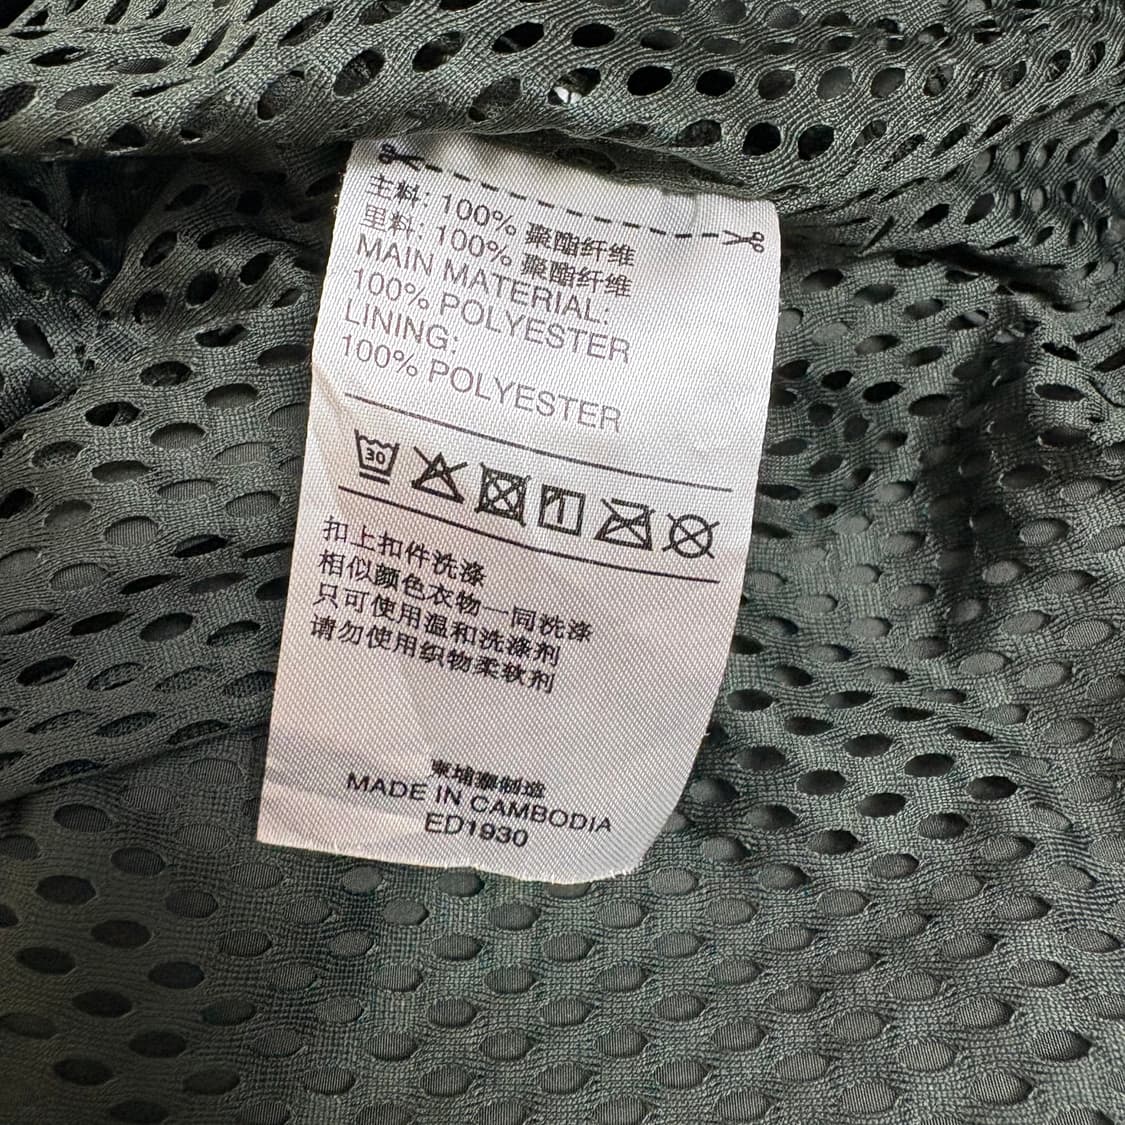 主料: 100% 聚酯纤维
里料: 100% 聚酯纤维
MAIN MATERIAL:
100% POLYESTER
LINING:
100% POLYESTER
30
扣上扣件洗涤
相似颜色衣物一同洗涤
只可使用温和洗涤剂
请勿使用织物柔软剂
柬埔寨制造
MADE IN CAMBODIA
ED1930